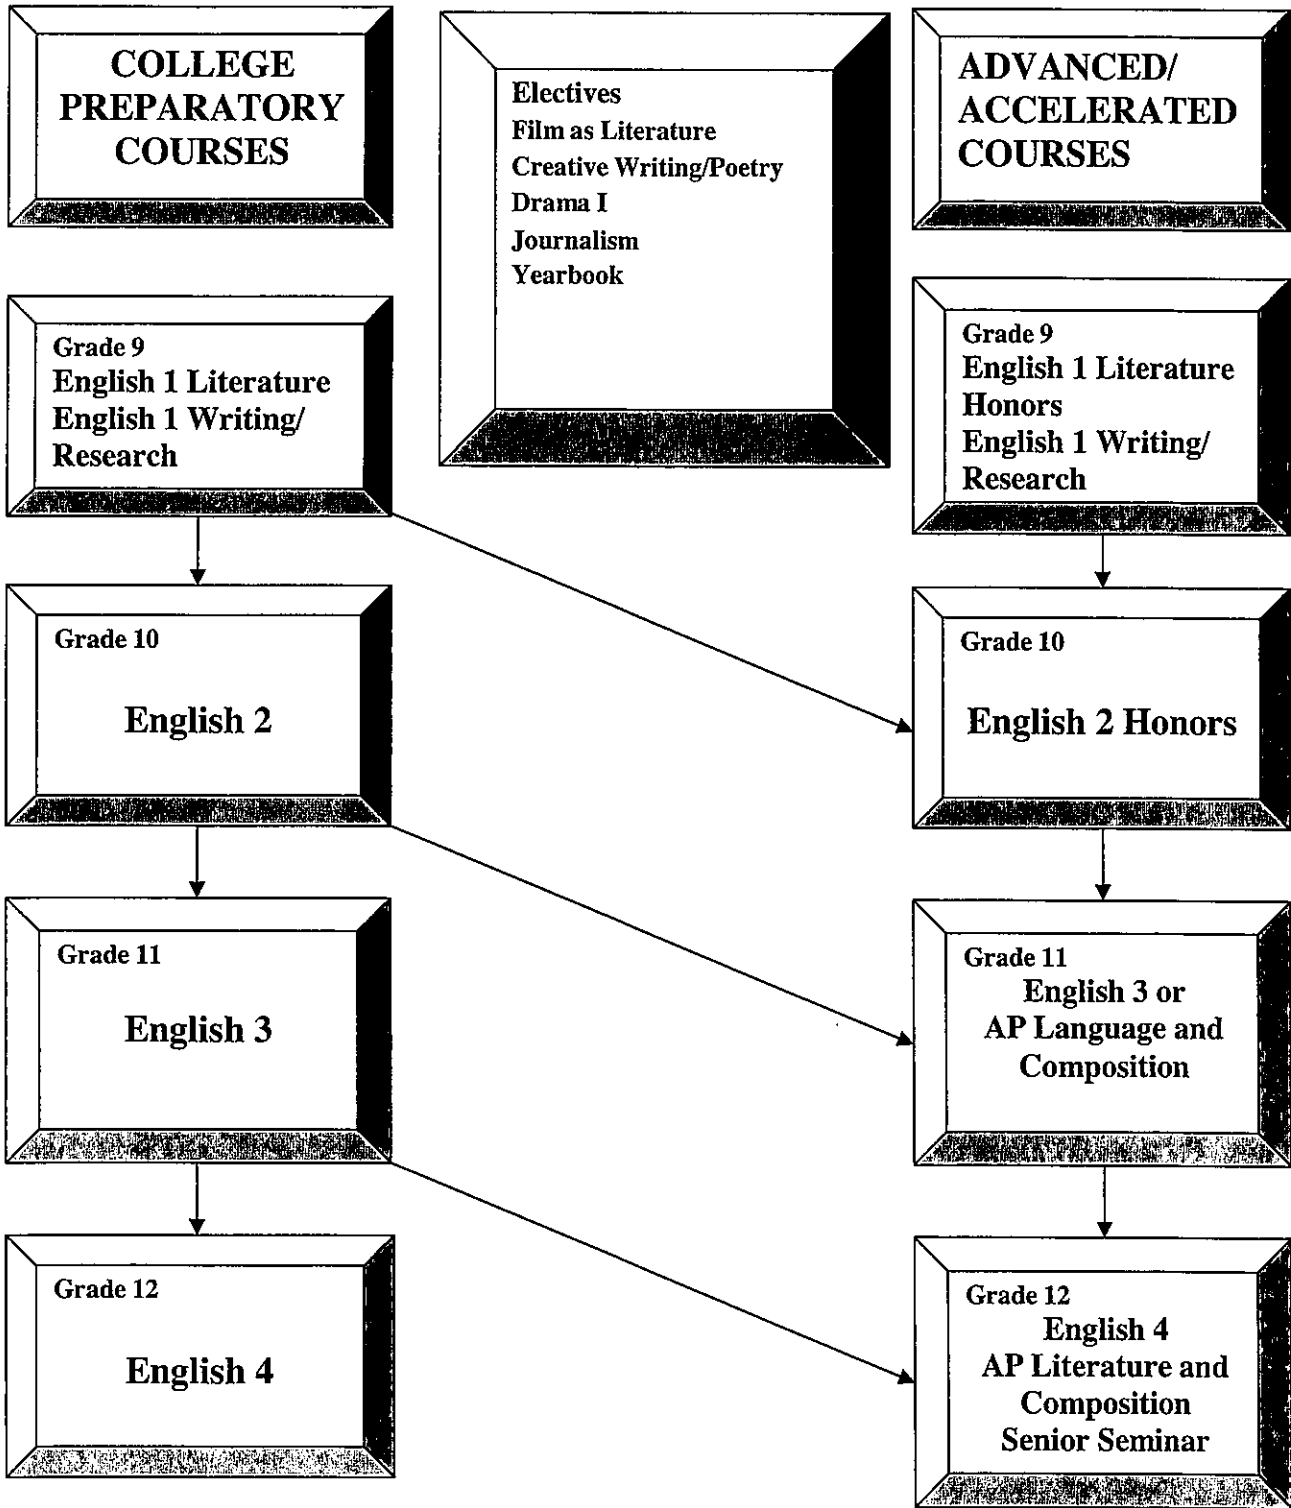 COLLEGE
PREPARATORY
COURSES
Electives
Film as Literature
Creative Writing/Poetry
Drama I
Journalism
Yearbook
ADVANCED/
ACCELERATED
COURSES
Grade 9
English 1 Literature
English 1 Writing/
Research
Grade 9
English 1 Literature
Honors
English 1 Writing/
Research
Grade 10
English 2
Grade 10
English 2 Honors
Grade 11
English 3
Grade 11
English 3 or
AP Language and
Composition
Grade 12
English 4
Grade 12
English 4
AP Literature and
Composition
Senior Seminar